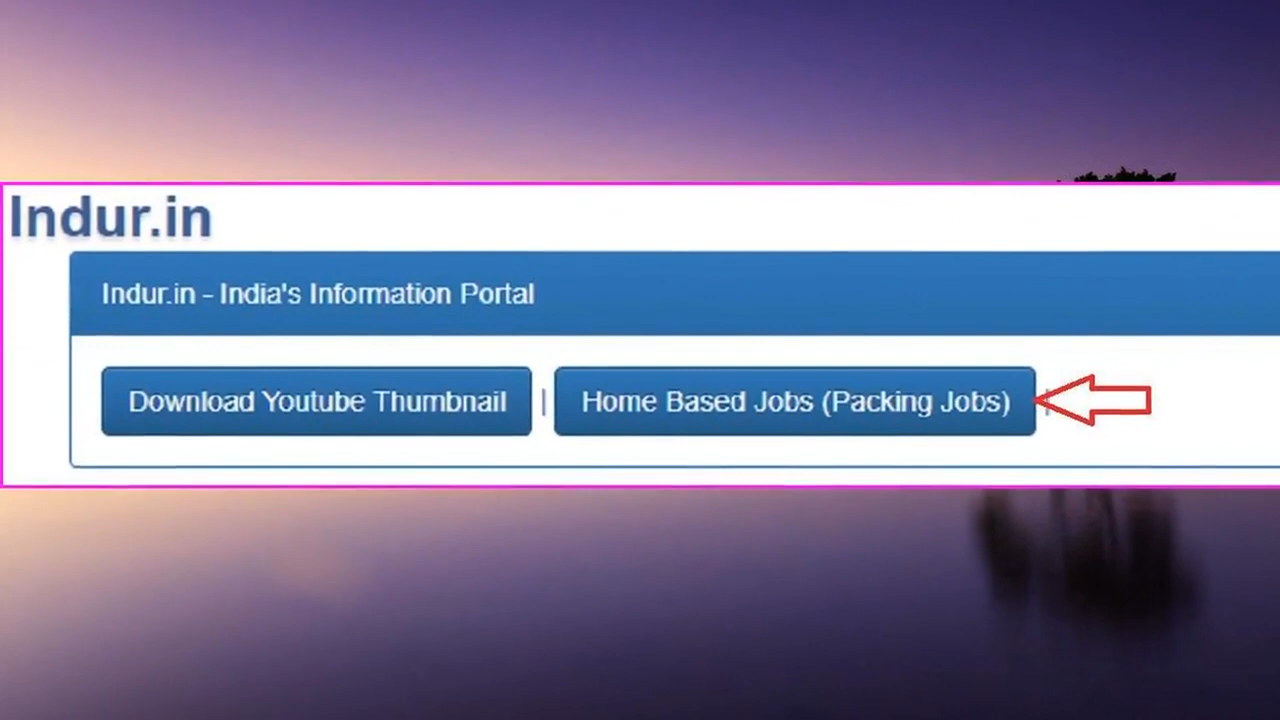 Indur.in
Indur.in - India's Information Portal
Download Youtube Thumbnail | Home Based Jobs (Packing Jobs) |